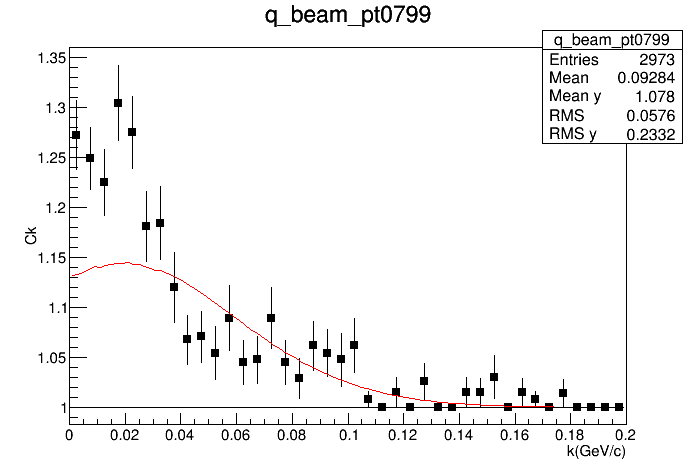 q_beam_pt0799
q_beam_pt0799
Entries 2973
Mean 0.09284
Mean y 1.078
RMS 0.0576
RMS y 0.2332
1.35
1.3
1.25
1.2
Ck
1.15
1.1
1.05
1
0 0.02 0.04 0.06 0.08 0.1 0.12 0.14 0.16 0.18 0.2
k(GeV/c)